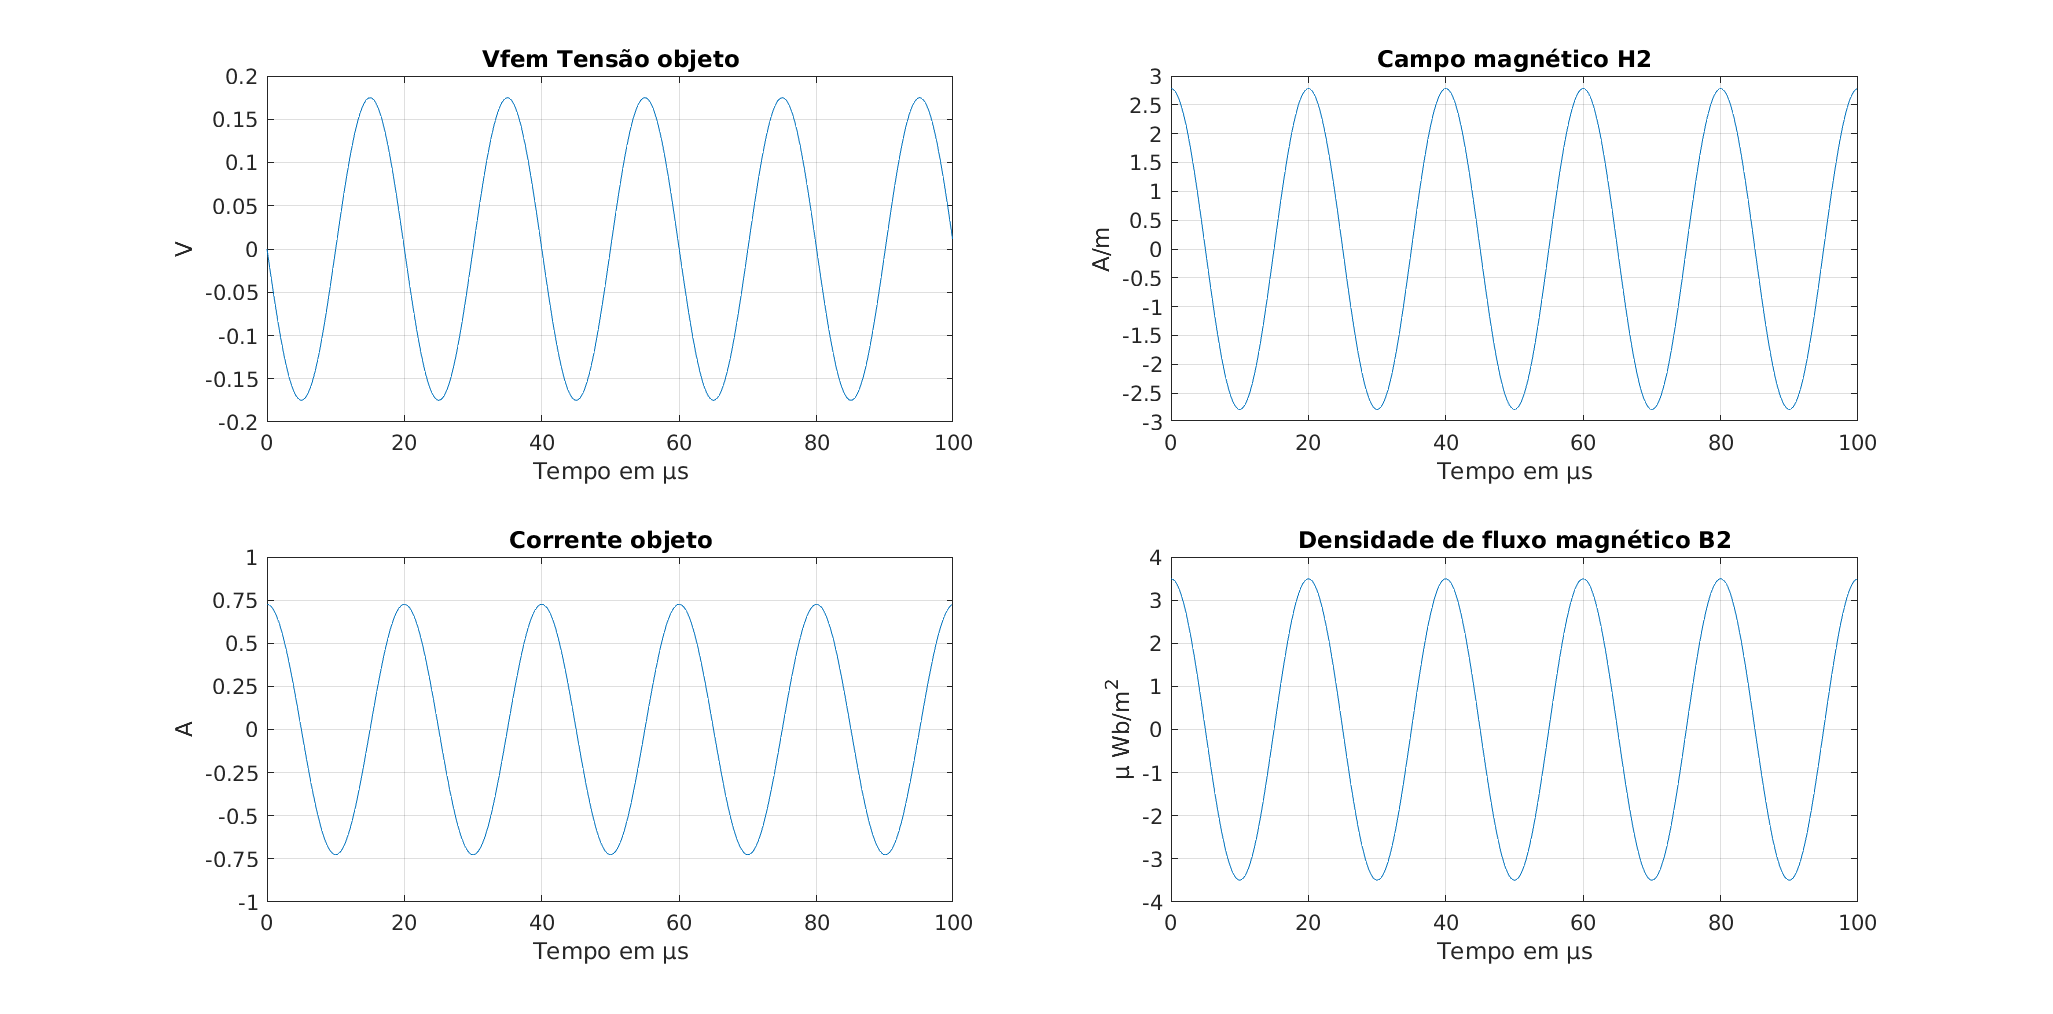 Vfem Tensão objeto
0.2
0.15
0.1
0.05
0
-0.05
-0.1
-0.15
-0.2
V
0 20 40 60 80 100
Tempo em µs
Campo magnético H2
3
2.5
2
1.5
1
0.5
0
-0.5
-1
-1.5
-2
-2.5
-3
A/m
0 20 40 60 80 100
Tempo em µs
Corrente objeto
1
0.75
0.5
0.25
0
-0.25
-0.5
-0.75
-1
A
0 20 40 60 80 100
Tempo em µs
Densidade de fluxo magnético B2
4
3
2
1
0
-1
-2
-3
-4
µ Wb/m²
0 20 40 60 80 100
Tempo em µs